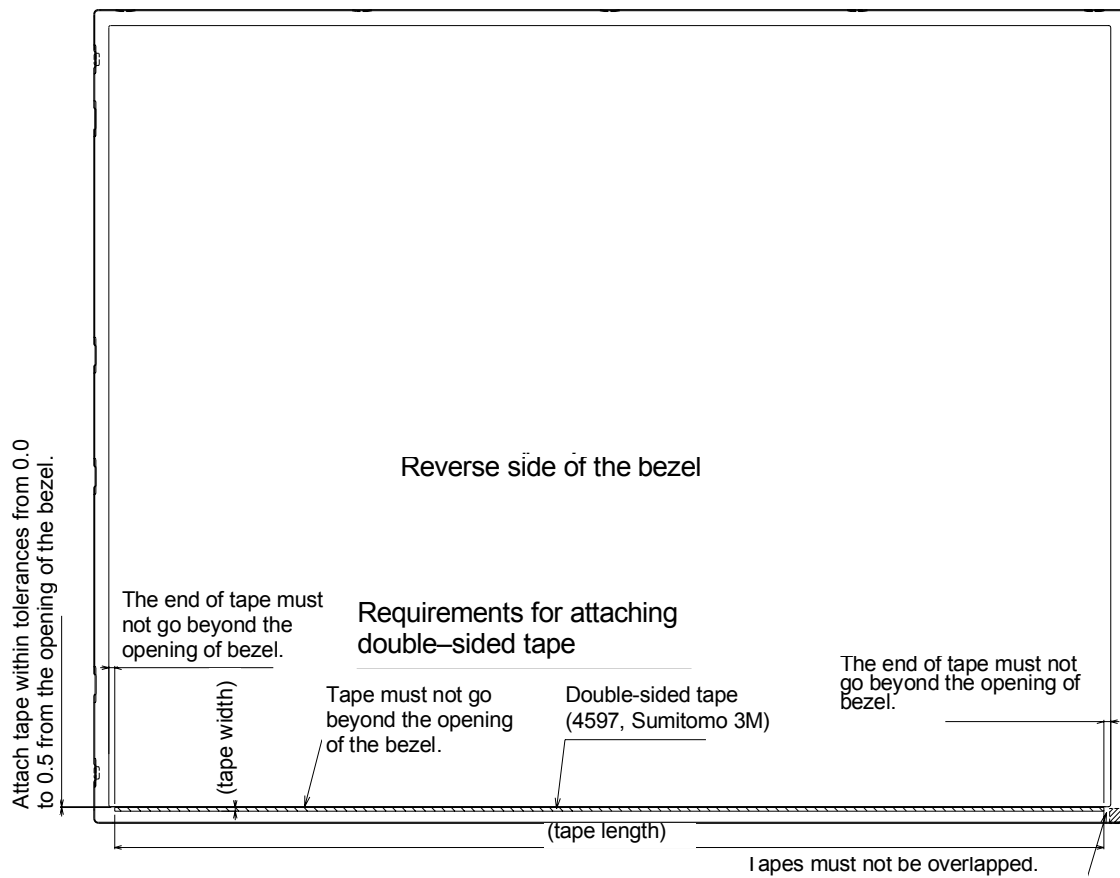 Reverse side of the bezel
Attach tape within tolerances from 0.0
to 0.5 from the opening of the bezel.
The end of tape must
not go beyond the
opening of bezel.
Requirements for attaching
double–sided tape
(tape width)
Tape must not go
beyond the opening
of the bezel.
Double-sided tape
(4597, Sumitomo 3M)
The end of tape must not
go beyond the opening of
bezel.
(tape length)
Tapes must not be overlapped.